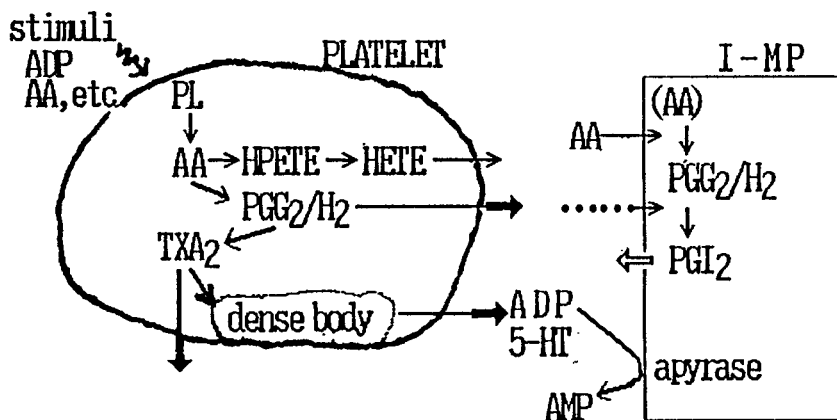 stimuli
ADP
AA, etc
PLATELET
PL
AA → HPETE → HETE →
PGG2/H2
TXA2
dense body
ADP
5-HT
AMP
I-MP
(AA)
AA
PGG2/H2
PGI2
apyrase